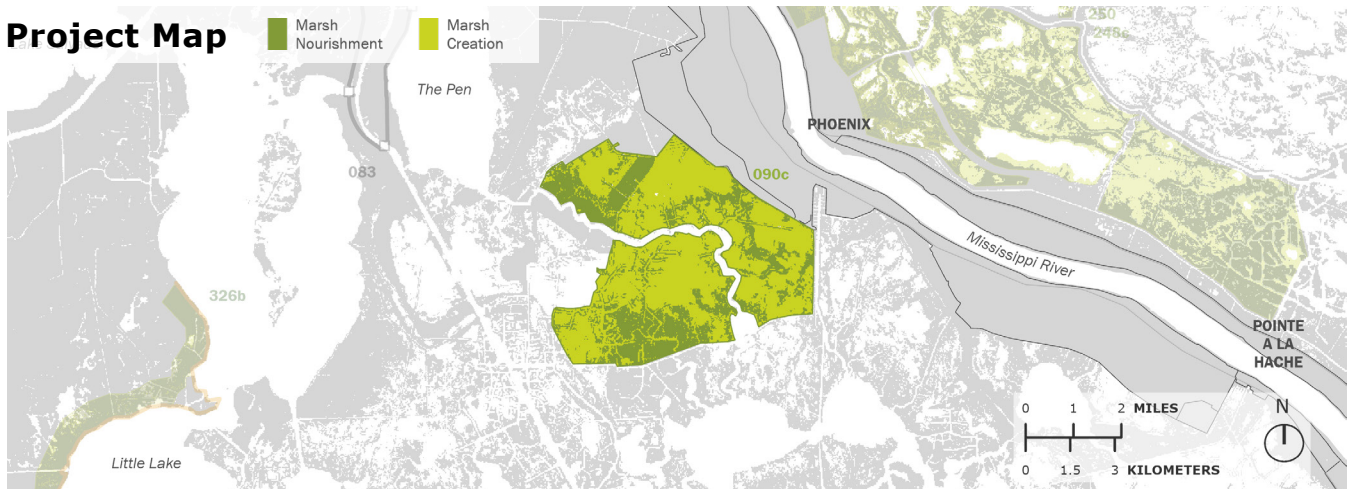 Project Map
Marsh
Nourishment
Marsh
Creation
250
The Pen
PHOENIX
083
090c
Mississippi River
326b
POINTE
A LA
HACHE
0 1 2 MILES
0 1.5 3 KILOMETERS
N
Little Lake